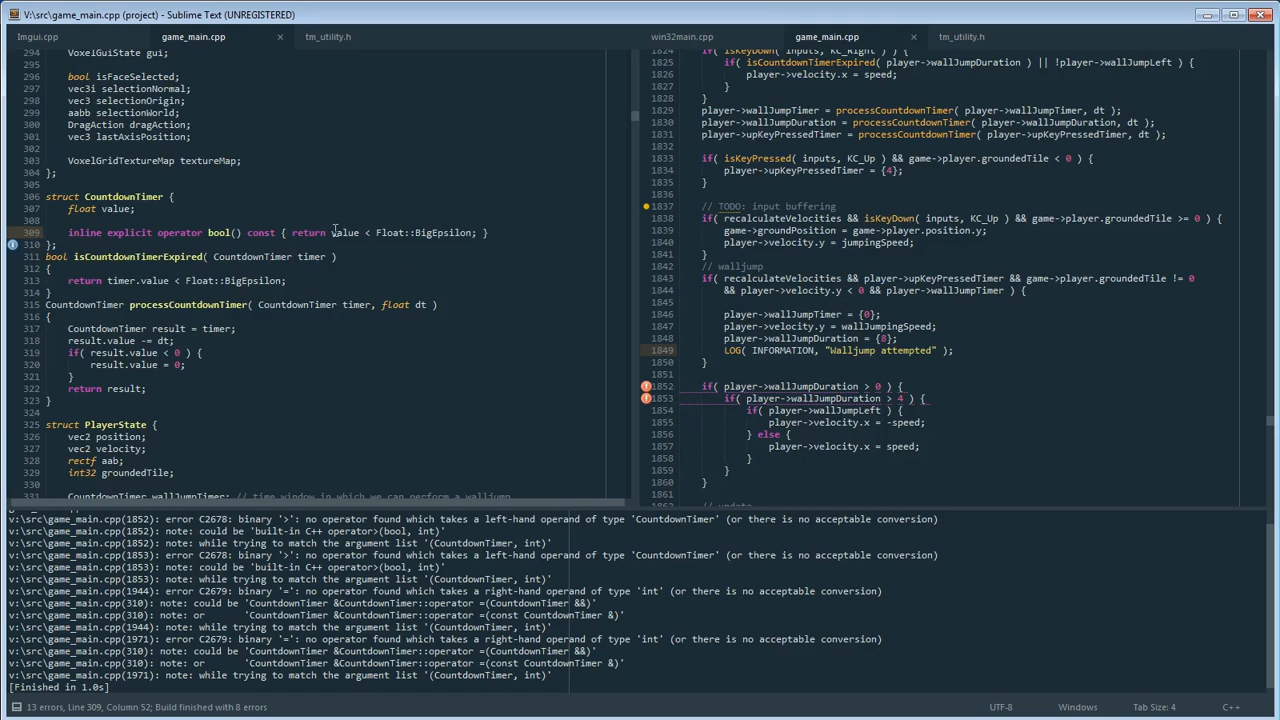 V:\src\game_main.cpp (project) - Sublime Text (UNREGISTERED)
Imgui.cpp game_main.cpp × tm_utility.h
294 VoxelGuiState gui;
295
296 bool isFaceSelected;
297 vec3i selectionNormal;
298 vec3 selectionOrigin;
299 aabb selectionWorld;
300 DragAction dragAction;
301 vec3 lastAxisPosition;
302
303 VoxelGridTextureMap textureMap;
304 };
305
306 struct CountdownTimer {
307 float value;
308
309 inline explicit operator bool() const { return value < Float::BigEpsilon; }
310 };
311 bool isCountdownTimerExpired( CountdownTimer timer )
312 {
313 return timer.value < Float::BigEpsilon;
314 }
315 CountdownTimer processCountdownTimer( CountdownTimer timer, float dt )
316 {
317 CountdownTimer result = timer;
318 result.value -= dt;
319 if( result.value < 0 ) {
320 result.value = 0;
321 }
322 return result;
323 }
324
325 struct PlayerState {
326 vec2 position;
327 vec2 velocity;
328 rectf aab;
329 int32 groundedTile;
330
331 CountdownTimer wallJumpTimer; // time window in which we can perform a walljump
win32main.cpp game_main.cpp × tm_utility.h
1824 if( isKeyDown( inputs, KC_Right ) ) {
1825 if( isCountdownTimerExpired( player->wallJumpDuration ) || !player->wallJumpLeft ) {
1826 player->velocity.x = speed;
1827 }
1828 }
1829 player->wallJumpTimer = processCountdownTimer( player->wallJumpTimer, dt );
1830 player->wallJumpDuration = processCountdownTimer( player->wallJumpDuration, dt );
1831 player->upKeyPressedTimer = processCountdownTimer( player->upKeyPressedTimer, dt );
1832
1833 if( isKeyPressed( inputs, KC_Up ) && game->player.groundedTile < 0 ) {
1834 player->upKeyPressedTimer = {4};
1835 }
1836
1837 // TODO: input buffering
1838 if( recalculateVelocities && isKeyDown( inputs, KC_Up ) && game->player.groundedTile >= 0 ) {
1839 game->groundPosition = game->player.position.y;
1840 player->velocity.y = jumpingSpeed;
1841 }
1842 // walljump
1843 if( recalculateVelocities && player->upKeyPressedTimer && game->player.groundedTile != 0
1844 && player->velocity.y < 0 && player->wallJumpTimer ) {
1845
1846 player->wallJumpTimer = {0};
1847 player->velocity.y = wallJumpingSpeed;
1848 player->wallJumpDuration = {8};
1849 LOG( INFORMATION, "Walljump attempted" );
1850 }
1851
1852 if( player->wallJumpDuration > 0 ) {
1853 if( player->wallJumpDuration > 4 ) {
1854 if( player->wallJumpLeft ) {
1855 player->velocity.x = -speed;
1856 } else {
1857 player->velocity.x = speed;
1858 }
1859 }
1860 }
1861
1862 // update
v:\src\game_main.cpp(1852): error C2678: binary '>': no operator found which takes a left-hand operand of type 'CountdownTimer' (or there is no acceptable conversion)
v:\src\game_main.cpp(1852): note: could be 'built-in C++ operator>(bool, int)'
v:\src\game_main.cpp(1852): note: while trying to match the argument list '(CountdownTimer, int)'
v:\src\game_main.cpp(1853): error C2678: binary '>': no operator found which takes a left-hand operand of type 'CountdownTimer' (or there is no acceptable conversion)
v:\src\game_main.cpp(1853): note: could be 'built-in C++ operator>(bool, int)'
v:\src\game_main.cpp(1853): note: while trying to match the argument list '(CountdownTimer, int)'
v:\src\game_main.cpp(1944): error C2679: binary '=': no operator found which takes a right-hand operand of type 'int' (or there is no acceptable conversion)
v:\src\game_main.cpp(310): note: could be 'CountdownTimer &CountdownTimer::operator =(CountdownTimer &&)'
v:\src\game_main.cpp(310): note: or 'CountdownTimer &CountdownTimer::operator =(const CountdownTimer &)'
v:\src\game_main.cpp(1944): note: while trying to match the argument list '(CountdownTimer, int)'
v:\src\game_main.cpp(1971): error C2679: binary '=': no operator found which takes a right-hand operand of type 'int' (or there is no acceptable conversion)
v:\src\game_main.cpp(310): note: could be 'CountdownTimer &CountdownTimer::operator =(CountdownTimer &&)'
v:\src\game_main.cpp(310): note: or 'CountdownTimer &CountdownTimer::operator =(const CountdownTimer &)'
v:\src\game_main.cpp(1971): note: while trying to match the argument list '(CountdownTimer, int)'
[Finished in 1.0s]
13 errors, Line 309, Column 52; Build finished with 8 errors UTF-8 Windows Tab Size: 4 C++